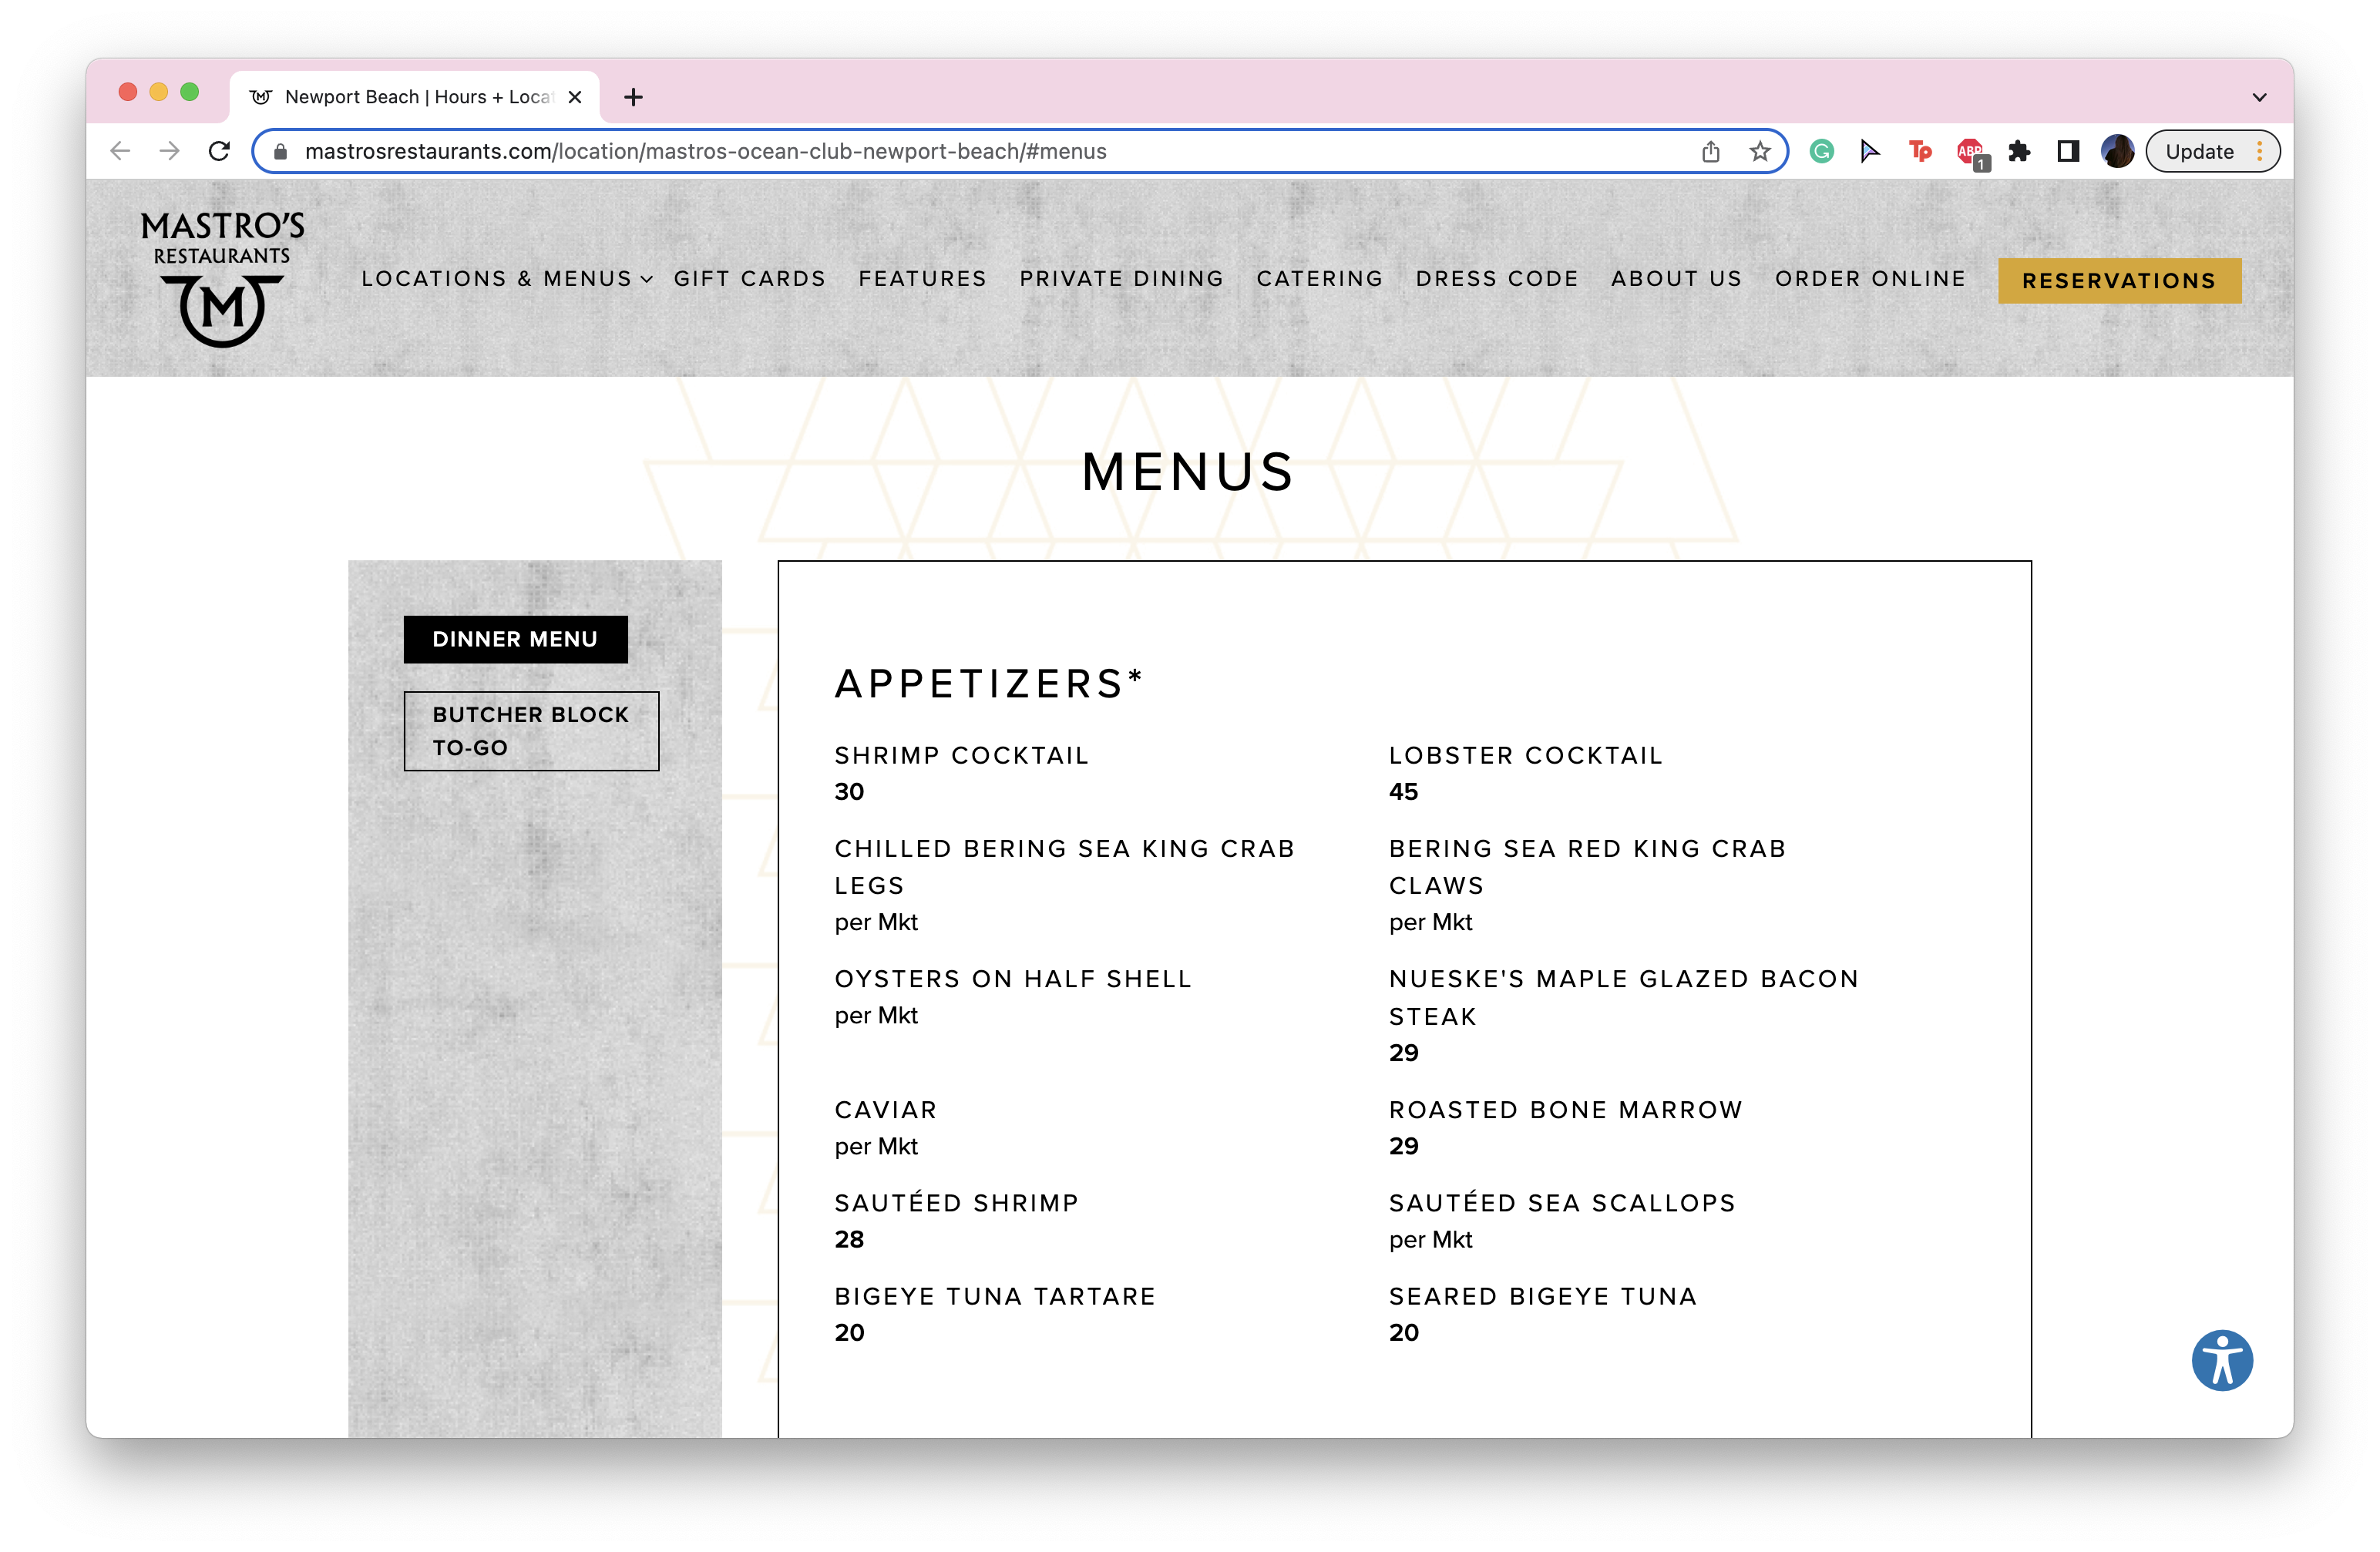 Newport Beach | Hours + Loca
mastrosrestaurants.com/location/mastros-ocean-club-newport-beach/#menus
G
Tp
ABP
1
Update
MASTRO'S
RESTAURANTS
M
LOCATIONS & MENUS
GIFT CARDS
FEATURES
PRIVATE DINING
CATERING
DRESS CODE
ABOUT US
ORDER ONLINE
RESERVATIONS
MENUS
DINNER MENU
BUTCHER BLOCK
TO-GO
APPETIZERS*
SHRIMP COCKTAIL
30
LOBSTER COCKTAIL
45
CHILLED BERING SEA KING CRAB
LEGS
per Mkt
BERING SEA RED KING CRAB
CLAWS
per Mkt
OYSTERS ON HALF SHELL
per Mkt
NUESKE'S MAPLE GLAZED BACON
STEAK
29
CAVIAR
per Mkt
ROASTED BONE MARROW
29
SAUTÉED SHRIMP
28
SAUTÉED SEA SCALLOPS
per Mkt
BIGEYE TUNA TARTARE
20
SEARED BIGEYE TUNA
20